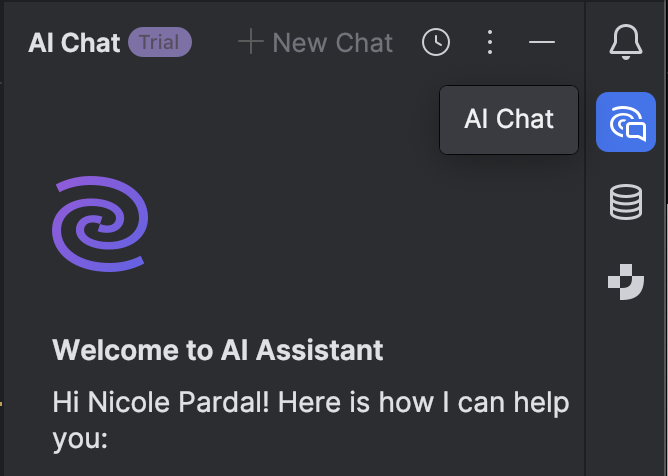 AI Chat Trial + New Chat
AI Chat
Welcome to AI Assistant
Hi Nicole Pardal! Here is how I can help
you: